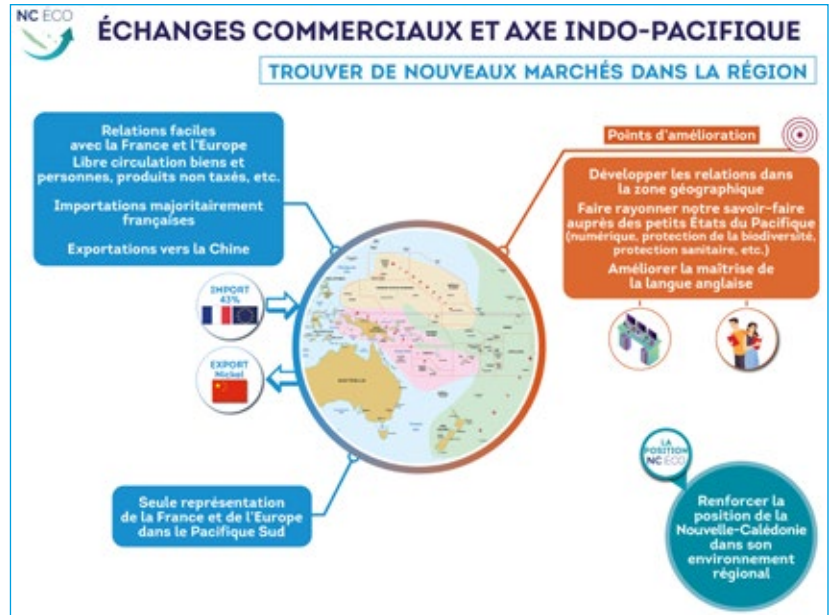 NC ÉCO
ÉCHANGES COMMERCIAUX ET AXE INDO-PACIFIQUE
TROUVER DE NOUVEAUX MARCHÉS DANS LA RÉGION
Relations faciles
avec la France et l'Europe
Libre circulation biens et
personnes, produits non taxés, etc.
Importations majoritairement
françaises
Exportations vers la Chine
IMPORT
43%
EXPORT
Nickel
Seule représentation
de la France et de l'Europe
dans le Pacifique Sud
AUSTRALIA
Points d'amélioration
Développer les relations dans
la zone géographique
Faire rayonner notre savoir-faire
auprès des petits États du Pacifique
(numérique, protection de la biodiversité,
protection sanitaire, etc.)
Améliorer la maîtrise de
la langue anglaise
LA
POSITION
NC ÉCO
Renforcer la
position de la
Nouvelle-Calédonie
dans son
environnement
régional